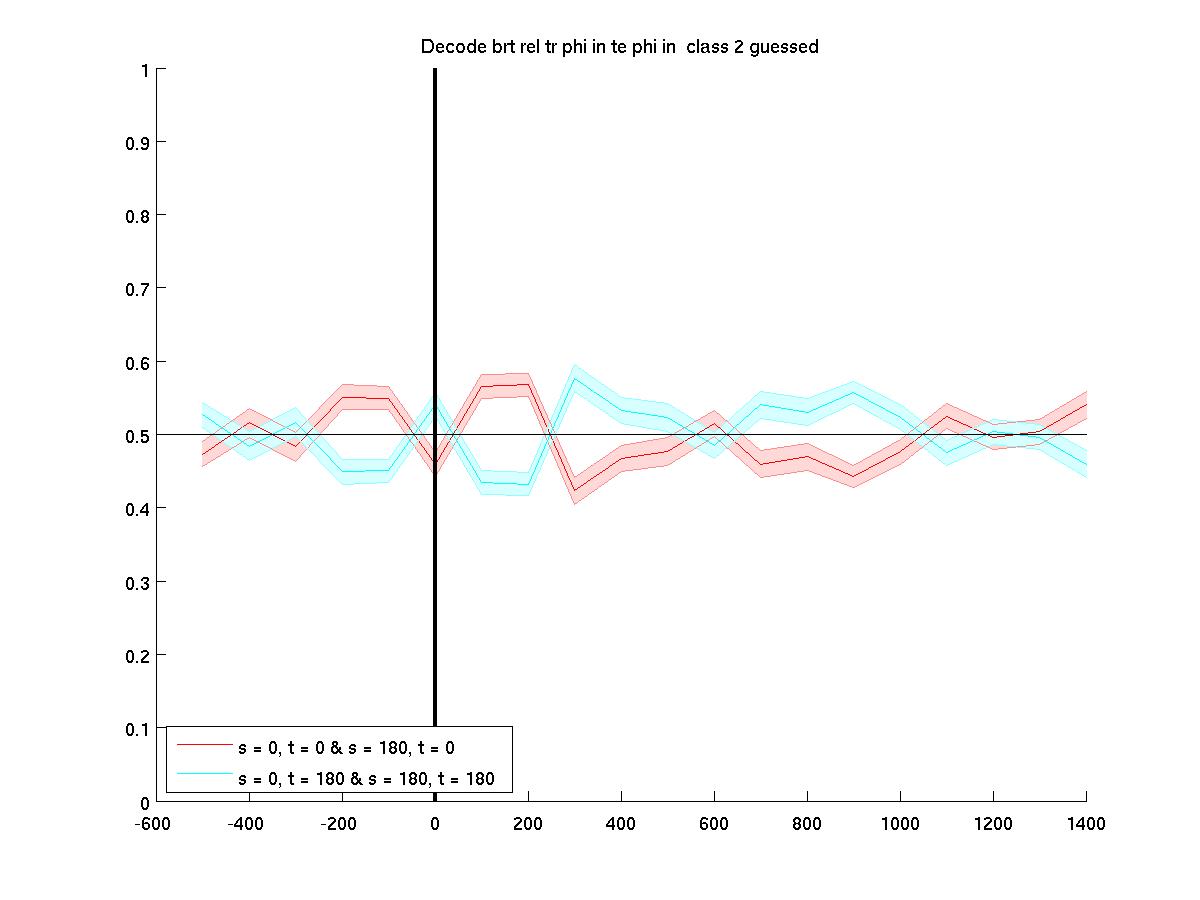 Decode brt rel tr phi in te phi in  class 2 guessed
1
0.9
0.8
0.7
0.6
0.5
0.4
0.3
0.2
0.1
0
s = 0, t = 0 & s = 180, t = 0
s = 0, t = 180 & s = 180, t = 180
-600 -400 -200 0 200 400 600 800 1000 1200 1400